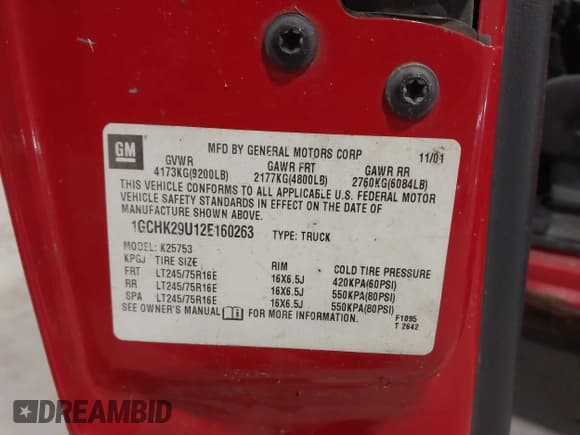 GM
MFD BY GENERAL MOTORS CORP 11/01
GVWR GAWR FRT GAWR RR
4173KG(9200LB) 2177KG(4800LB) 2760KG(6084LB)
THIS VEHICLE CONFORMS TO ALL APPLICABLE U.S. FEDERAL MOTOR
VEHICLE SAFETY STANDARDS IN EFFECT ON THE DATE OF
MANUFACTURE SHOWN ABOVE.
1GCHK29U12E160263 TYPE: TRUCK
MODEL: K25753
KPGJ TIRE SIZE RIM COLD TIRE PRESSURE
FRT LT245/75R16E 16X6.5J 420KPA(60PSI)
RR LT245/75R16E 16X6.5J 550KPA(80PSI)
SPA LT245/75R16E 16X6.5J 550KPA(80PSI)
SEE OWNER'S MANUAL FOR MORE INFORMATION.
F1095
T 2642
DREAMBID